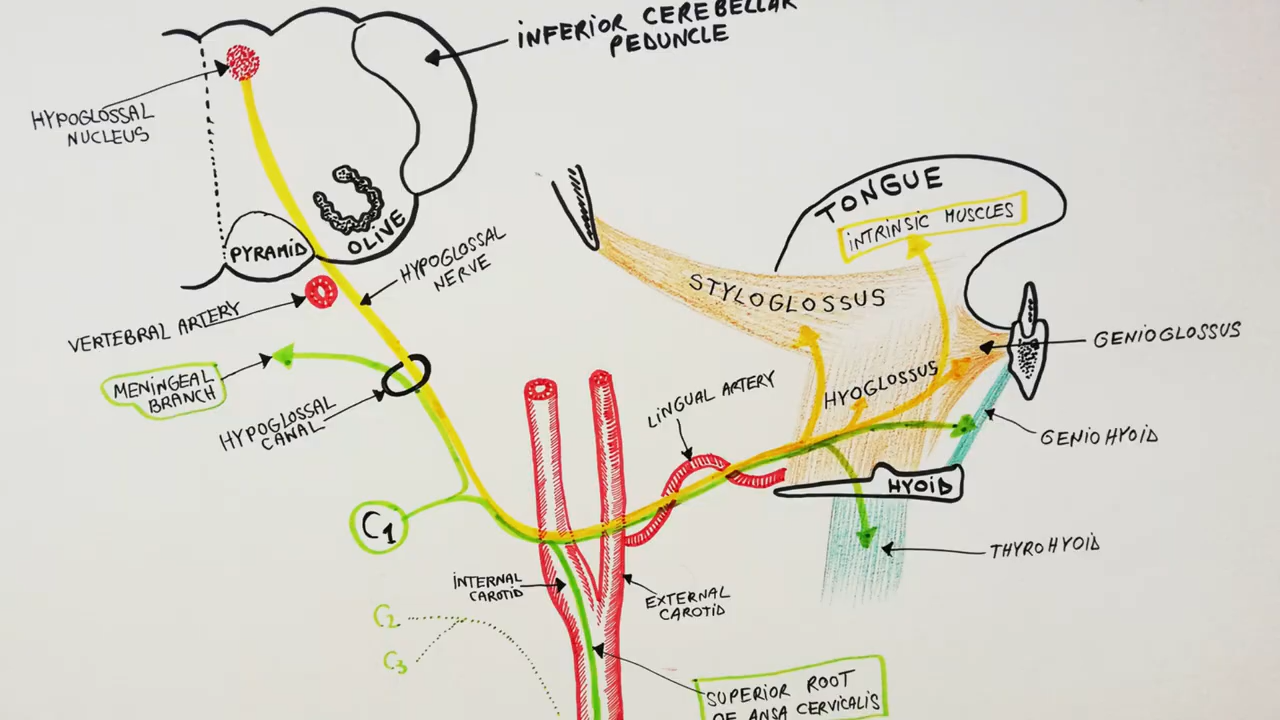 INFERIOR CEREBELLAR
PEDUNCLE
HYPOGLOSSAL
NUCLEUS
PYRAMID
OLIVE
HYPOGLOSSAL
NERVE
VERTEBRAL ARTERY
MENINGEAL
BRANCH
HYPOGLOSSAL
CANAL
TONGUE
INTRINSIC MUSCLES
STYLOGLOSSUS
GENIOGLOSSUS
HYOGLOSSUS
LINGUAL ARTERY
GENIOHYOID
HYOID
C1
THYROHYOID
INTERNAL
CAROTID
EXTERNAL
CAROTID
C2
C3
SUPERIOR ROOT
OF ANSA CERVICALIS